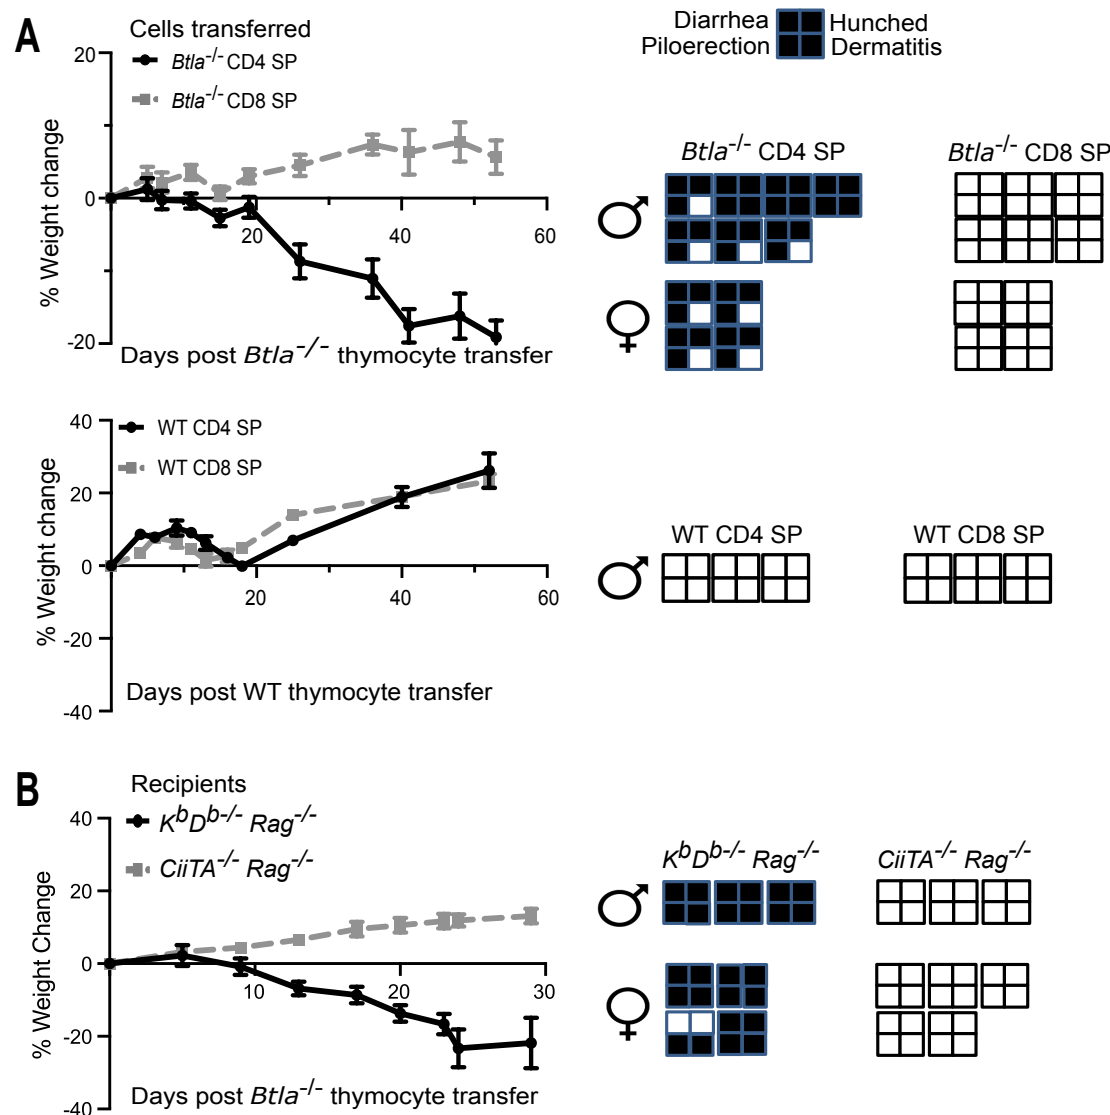 A
Cells transferred
Btla-/- CD4 SP
Btla-/- CD8 SP
% Weight change
20
0
-20
20
40
60
Days post Btla-/- thymocyte transfer
Diarrhea Hunched
Piloerection Dermatitis
Btla-/- CD4 SP
Btla-/- CD8 SP
♂
♀
WT CD4 SP
WT CD8 SP
% Weight change
40
20
0
-20
-40
20
40
60
Days post WT thymocyte transfer
WT CD4 SP
WT CD8 SP
♂
B
Recipients
KbDb-/- Rag-/-
CiiTA-/- Rag-/-
% Weight Change
40
20
0
-20
-40
10
20
30
Days post Btla-/- thymocyte transfer
KbDb-/- Rag-/-
CiiTA-/- Rag-/-
♂
♀